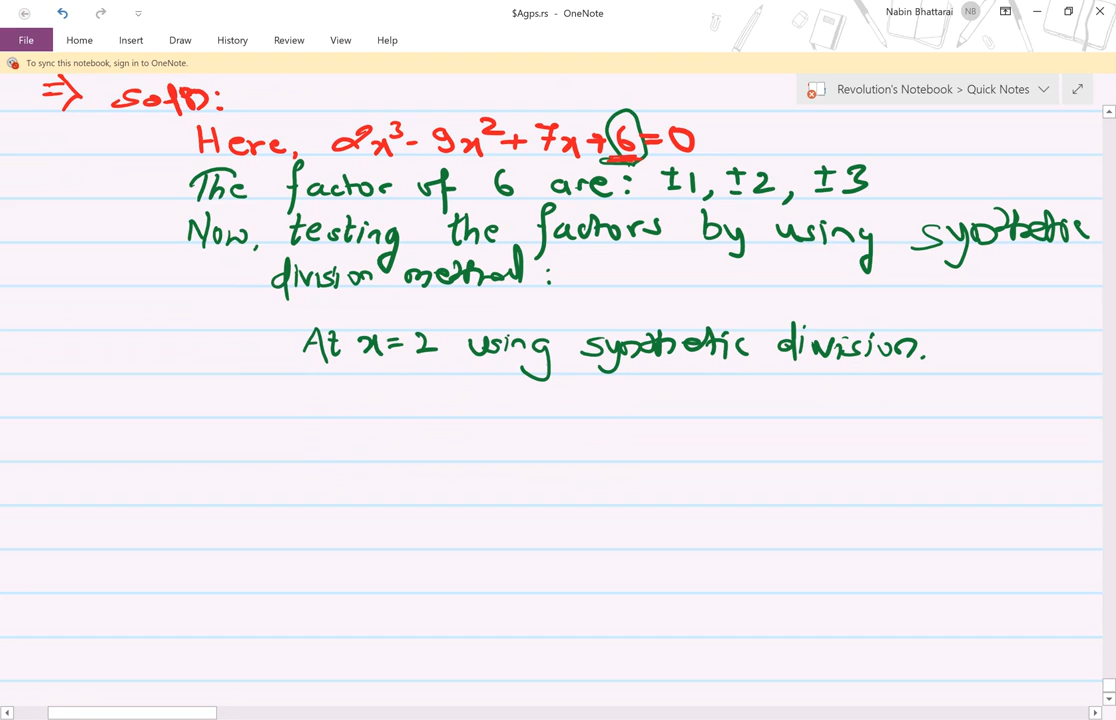 $Agps.rs - OneNote
Nabin Bhattarai NB
File Home Insert Draw History Review View Help
To sync this notebook, sign in to OneNote.
Revolution's Notebook > Quick Notes
⇒ Soln:
Here, 2x³ - 9x² + 7x + 6 = 0
The factor of 6 are: ±1, ±2, ±3
Now, testing the factors by using synthetic
division method:
At x = 2 using synthetic division.